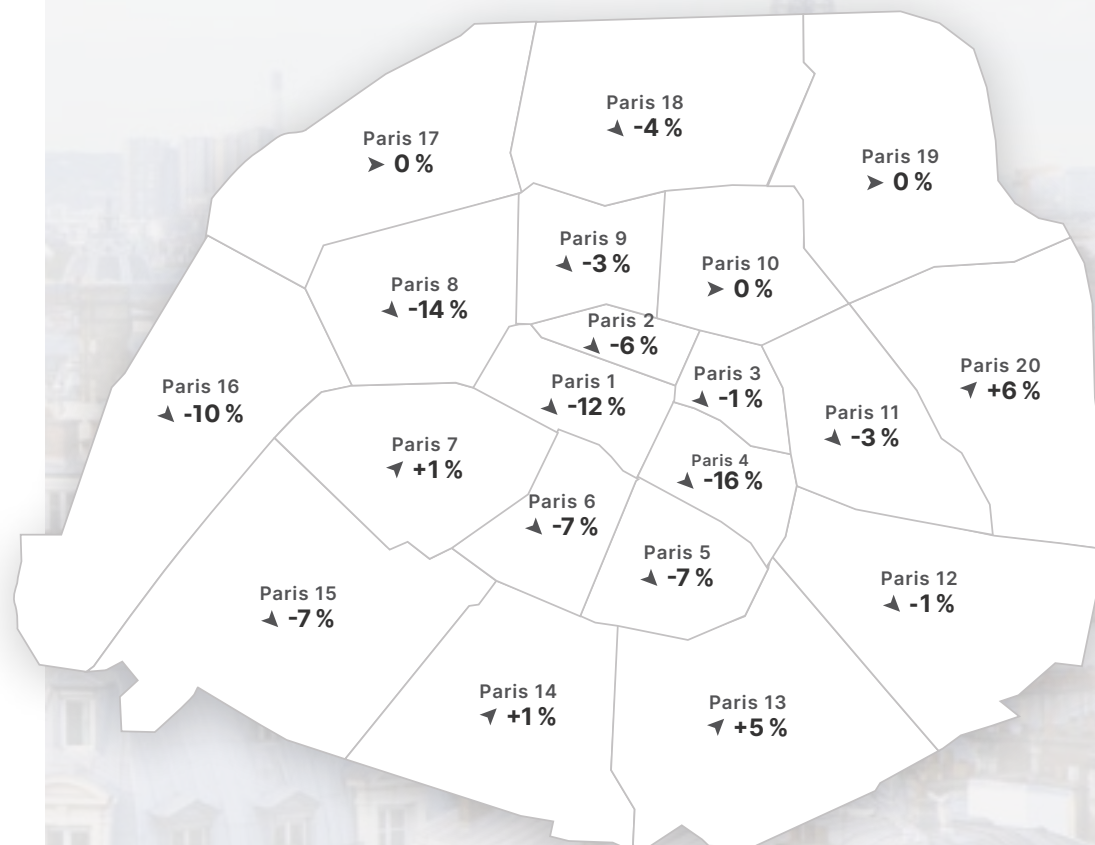 Paris 18
-4 %
Paris 17
0 %
Paris 19
0 %
Paris 9
-3 %
Paris 10
0 %
Paris 8
-14 %
Paris 2
-6 %
Paris 20
+6 %
Paris 3
-1 %
Paris 1
-12 %
Paris 16
-10 %
Paris 11
-3 %
Paris 7
+1 %
Paris 4
-16 %
Paris 6
-7 %
Paris 5
-7 %
Paris 12
-1 %
Paris 15
-7 %
Paris 14
+1 %
Paris 13
+5 %